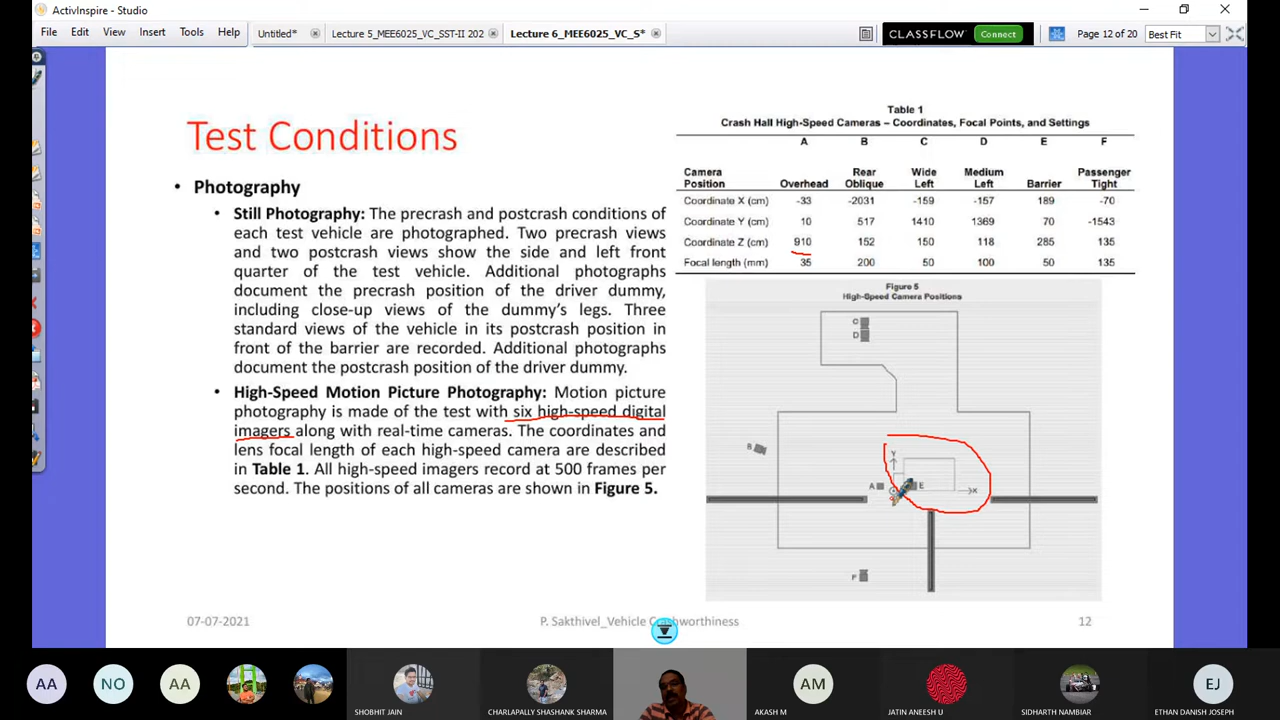 ActivInspire - Studio
File Edit View Insert Tools Help
Untitled* Lecture 5_MEE6025_VC_SST-II 202 Lecture 6_MEE6025_VC_S*
CLASSFLOW Connect Page 12 of 20 Best Fit
Test Conditions
• Photography
• Still Photography: The precrash and postcrash conditions of
each test vehicle are photographed. Two precrash views
and two postcrash views show the side and left front
quarter of the test vehicle. Additional photographs
document the precrash position of the driver dummy,
including close-up views of the dummy's legs. Three
standard views of the vehicle in its postcrash position in
front of the barrier are recorded. Additional photographs
document the postcrash position of the driver dummy.
• High-Speed Motion Picture Photography: Motion picture
photography is made of the test with six high-speed digital
imagers along with real-time cameras. The coordinates and
lens focal length of each high-speed camera are described
in Table 1. All high-speed imagers record at 500 frames per
second. The positions of all cameras are shown in Figure 5.
Table 1
Crash Hall High-Speed Cameras – Coordinates, Focal Points, and Settings
A B C D E F
Camera Position Overhead Rear Oblique Wide Left Medium Left Barrier Passenger Tight
Coordinate X (cm) -33 -2031 -159 -157 189 -70
Coordinate Y (cm) 10 517 1410 1369 70 -1543
Coordinate Z (cm) 910 152 150 118 285 135
Focal length (mm) 35 200 50 100 50 135
Figure 5
High-Speed Camera Positions
C
D
B
Y
A E
X
F
07-07-2021 P. Sakthivel_Vehicle Crashworthiness 12
AA NO AA AM EJ
SHOBHIT JAIN CHARLAPALLY SHASHANK SHARMA AKASH M JATIN ANEESH U SIDHARTH NAMBIAR ETHAN DANISH JOSEPH